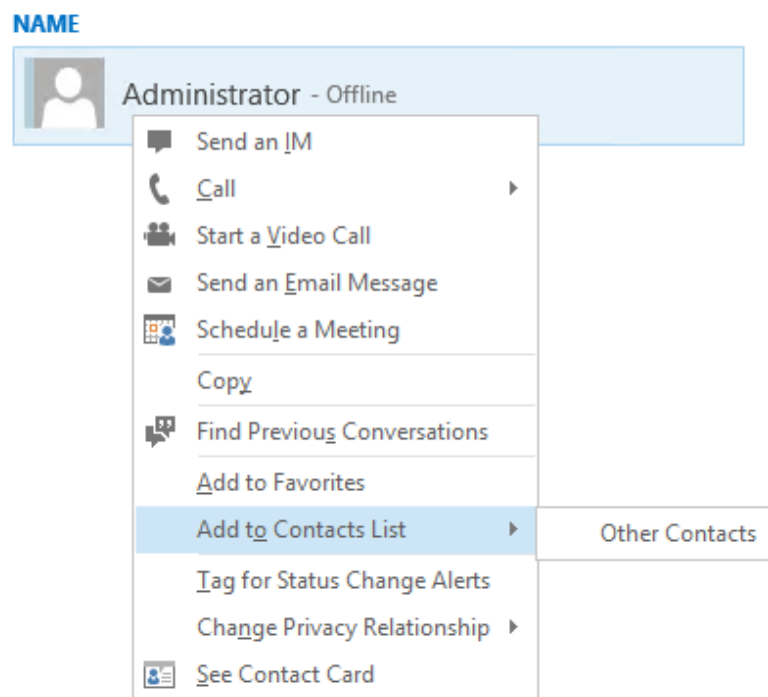 NAME
Administrator - Offline
Send an IM
Call
Start a Video Call
Send an Email Message
Schedule a Meeting
Copy
Find Previous Conversations
Add to Favorites
Add to Contacts List
Other Contacts
Tag for Status Change Alerts
Change Privacy Relationship
See Contact Card